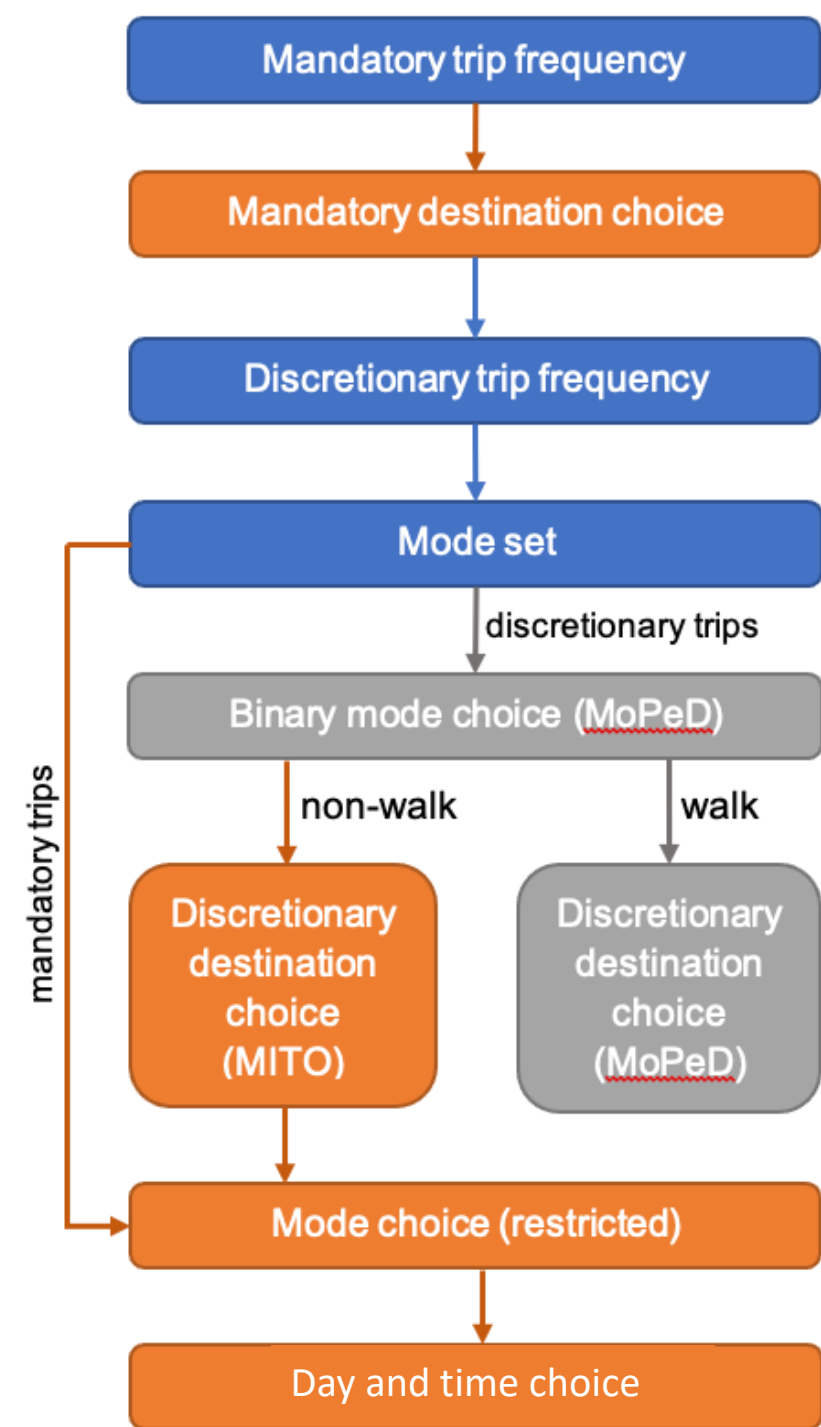 Mandatory trip frequency
Mandatory destination choice
Discretionary trip frequency
Mode set
discretionary trips
mandatory trips
Binary mode choice (MoPeD)
non-walk
walk
Discretionary
destination
choice
(MITO)
Discretionary
destination
choice
(MoPeD)
Mode choice (restricted)
Day and time choice